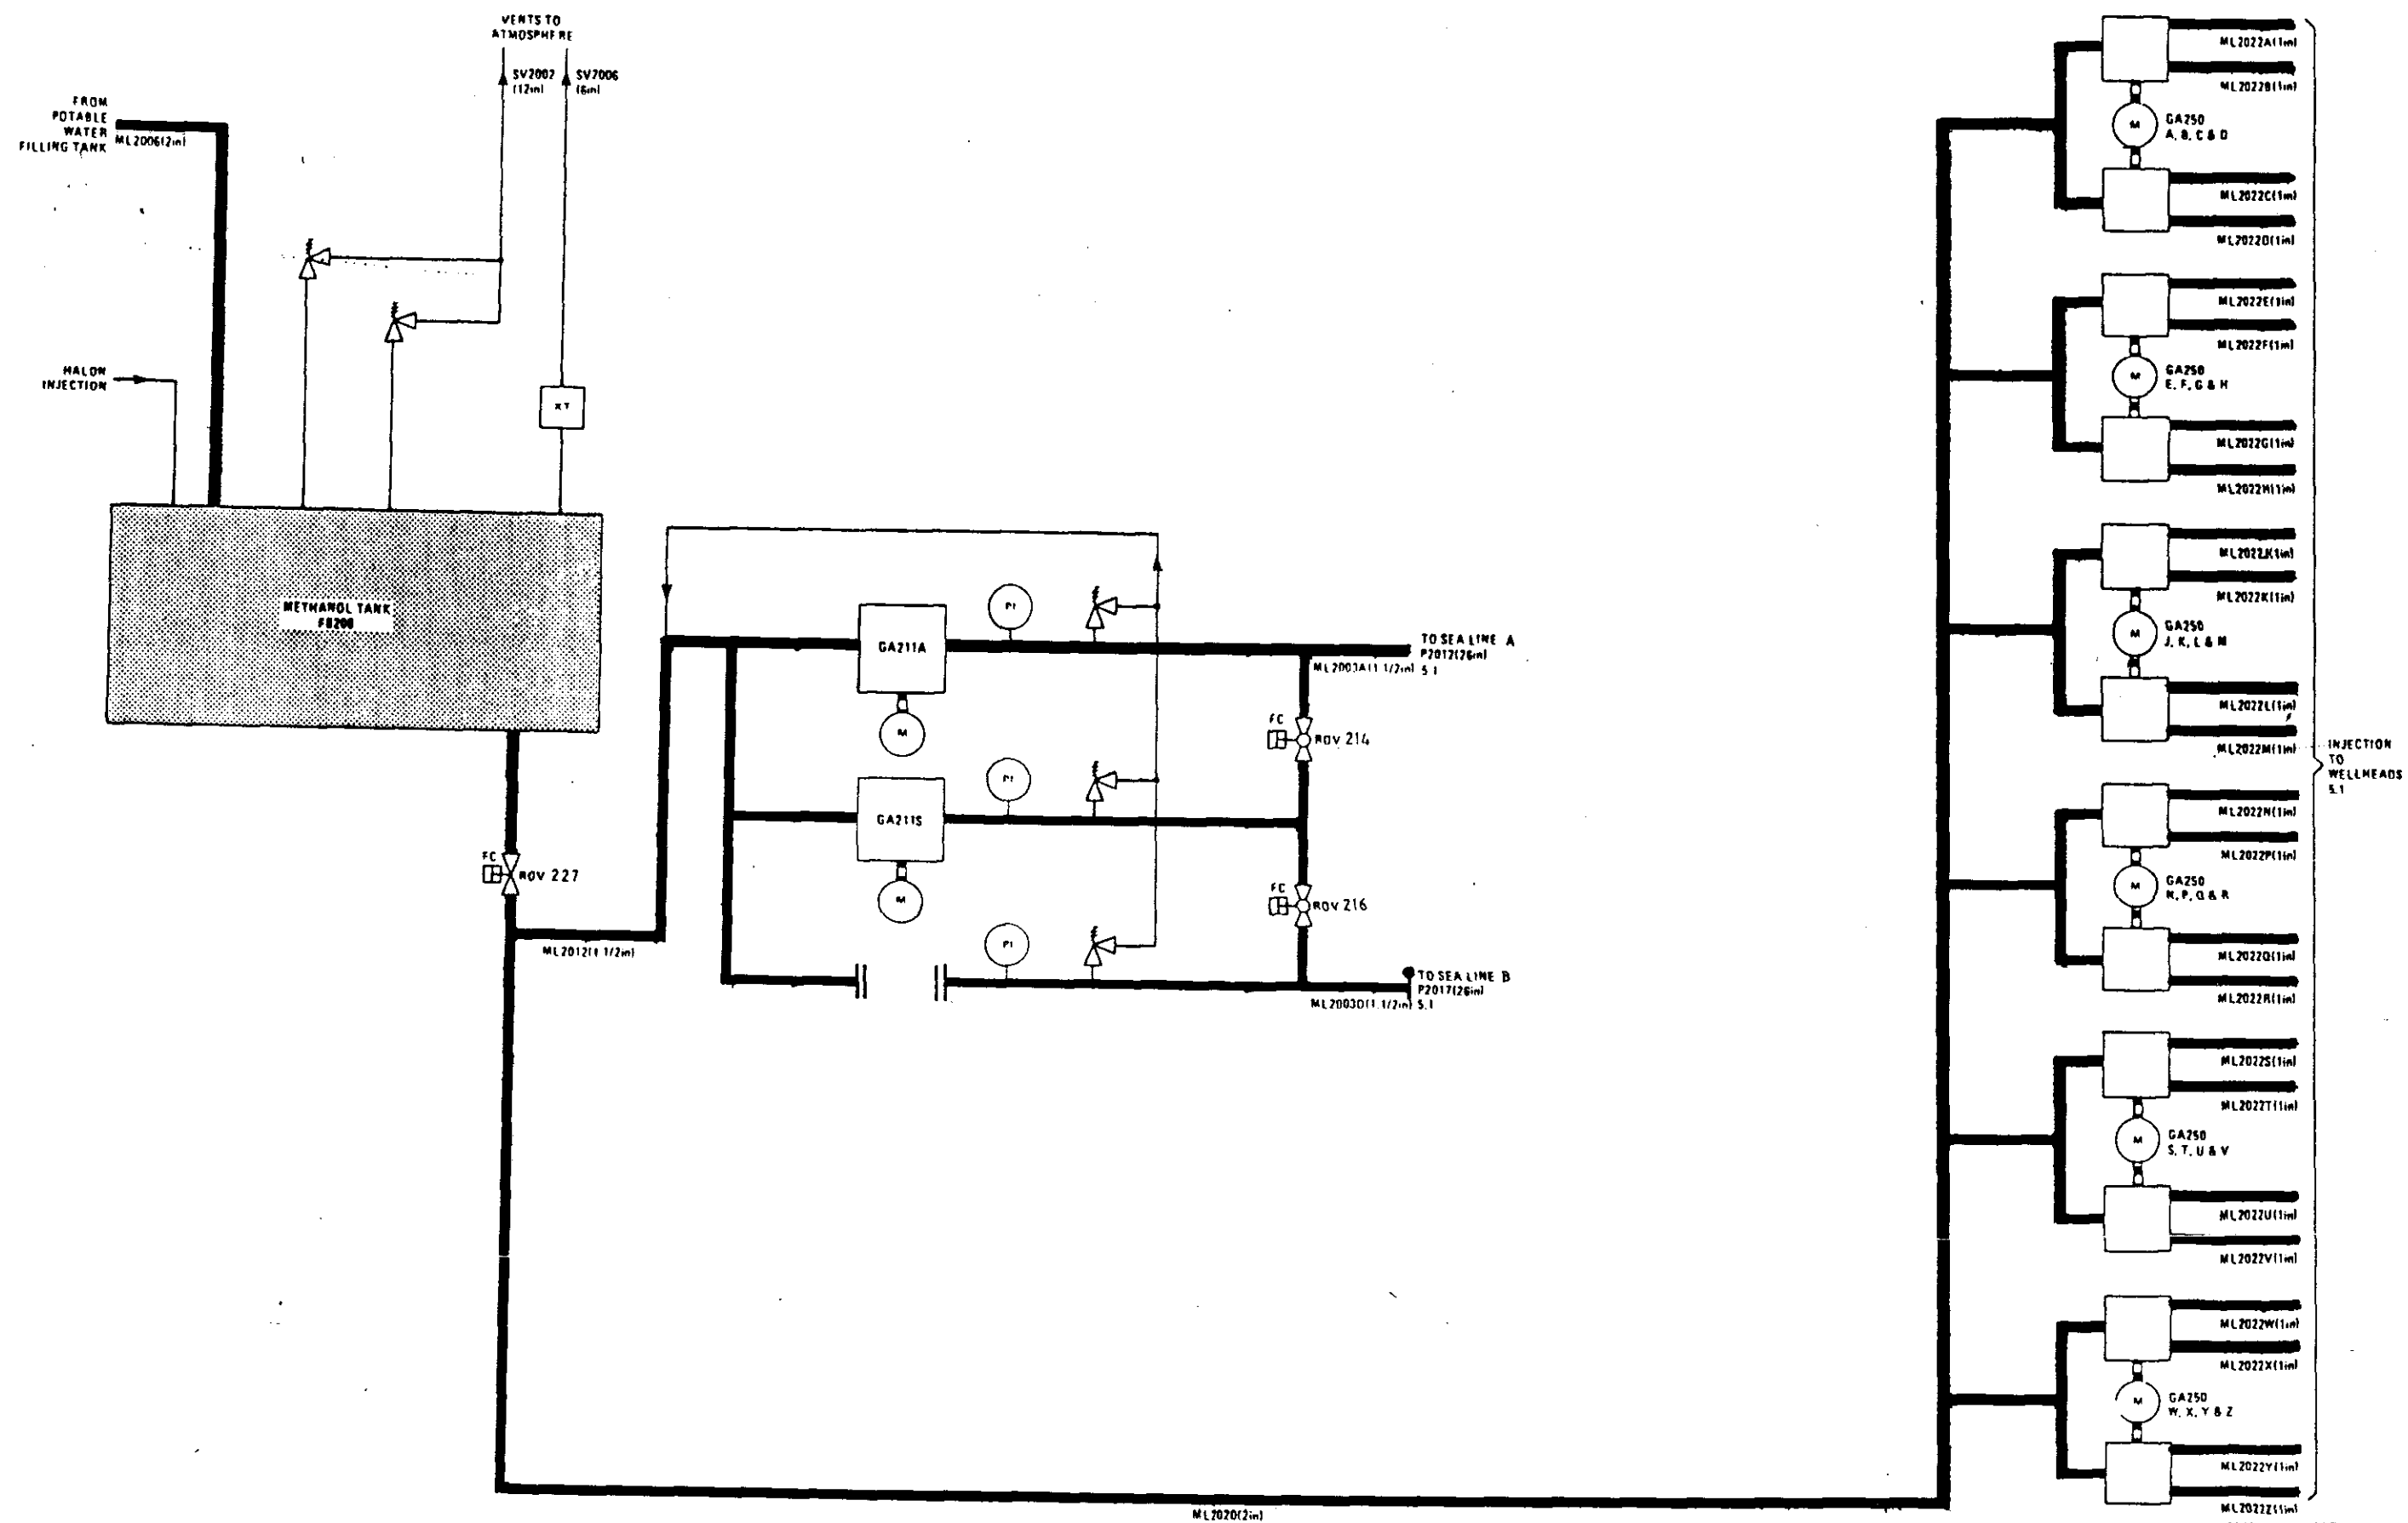 VENTS TO
ATMOSPHERE
SV2002
(12in)
SV2006
(6in)
FROM
POTABLE
WATER
FILLING TANK
ML2006(2in)
HALON
INJECTION
XT
METHANOL TANK
FB200
FC
ROV 227
ML2012(1 1/2in)
GA211A
M
PI
TO SEA LINE A
P2012(26in)
ML2003A(1 1/2in) 5.1
FC
ROV 214
GA211S
M
PI
FC
ROV 216
PI
TO SEA LINE B
P2017(26in)
ML2003D(1.1/2in) 5.1
ML2020(2in)
ML2022A(1in)
ML2022B(1in)
M
GA250
A, B, C & D
ML2022C(1in)
ML2022D(1in)
ML2022E(1in)
ML2022F(1in)
M
GA250
E, F, G & H
ML2022G(1in)
ML2022H(1in)
ML2022K(1in)
M
GA250
J, K, L & M
ML2022L(1in)
ML2022M(1in)
INJECTION
TO
WELLHEADS
5.1
ML2022N(1in)
ML2022P(1in)
M
GA250
N, P, Q & R
ML2022Q(1in)
ML2022R(1in)
ML2022S(1in)
ML2022T(1in)
M
GA250
S, T, U & V
ML2022U(1in)
ML2022V(1in)
ML2022W(1in)
ML2022X(1in)
M
GA250
W, X, Y & Z
ML2022Y(1in)
ML2022Z(1in)